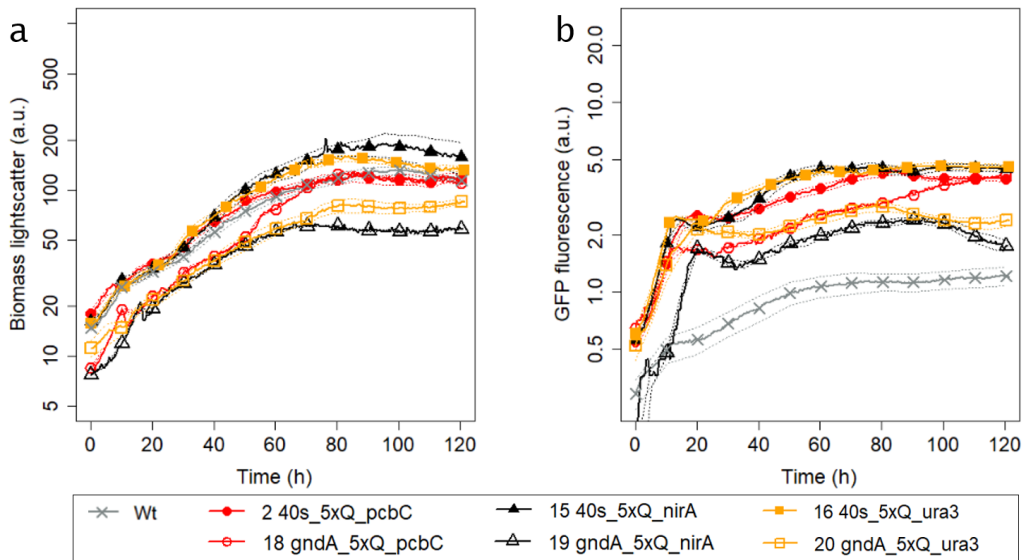 a
Biomass lightscatter (a.u.)
500
200
100
50
20
10
5
0 20 40 60 80 100 120
Time (h)
b
GFP fluorescence (a.u.)
20.0
10.0
5.0
2.0
1.0
0.5
0 20 40 60 80 100 120
Time (h)
Wt
2 40s_5xQ_pcbC
15 40s_5xQ_nirA
16 40s_5xQ_ura3
18 gndA_5xQ_pcbC
19 gndA_5xQ_nirA
20 gndA_5xQ_ura3